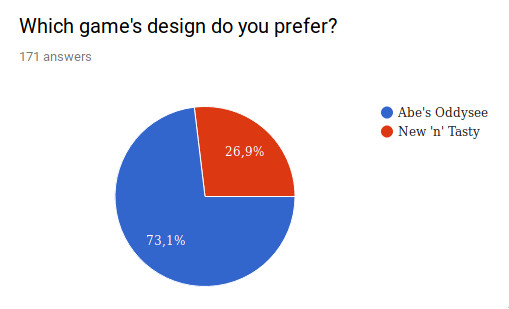 Which game's design do you prefer?
171 answers
Abe's Oddysee
New 'n' Tasty
26,9%
73,1%